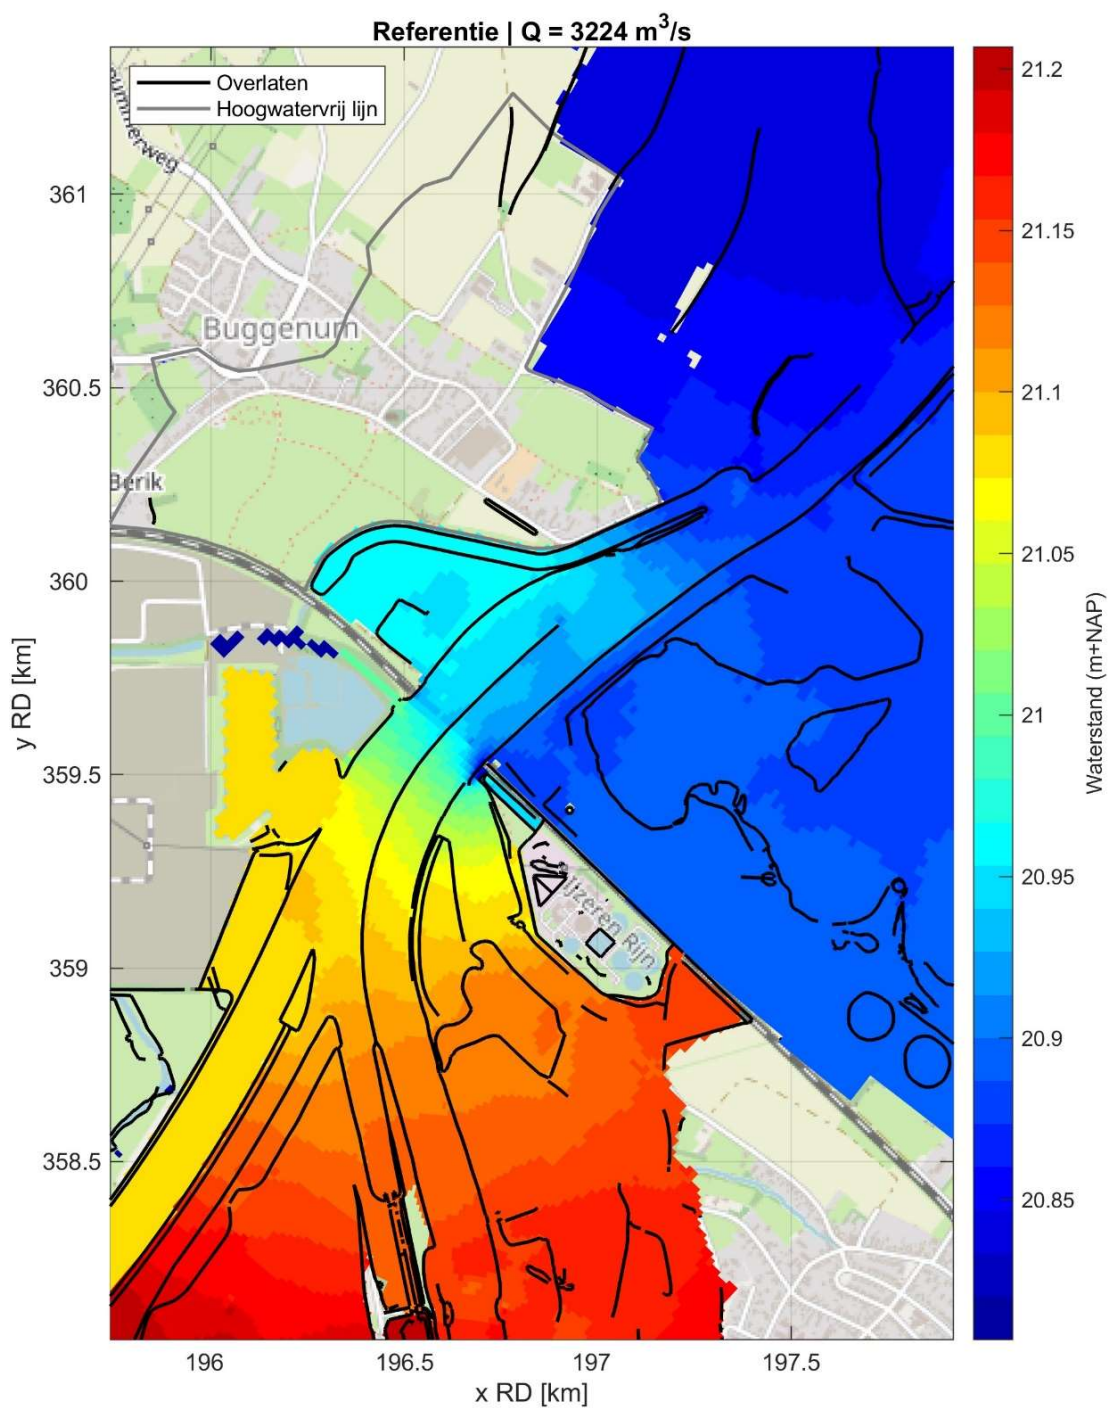 Referentie | Q = 3224 m³/s
Overlaten
Hoogwatervrij lijn
Buggenum
Berik
IJzeren Rijn
361
360.5
360
359.5
359
358.5
y RD [km]
196
196.5
197
197.5
x RD [km]
21.2
21.15
21.1
21.05
21
20.95
20.9
20.85
Waterstand (m+NAP)